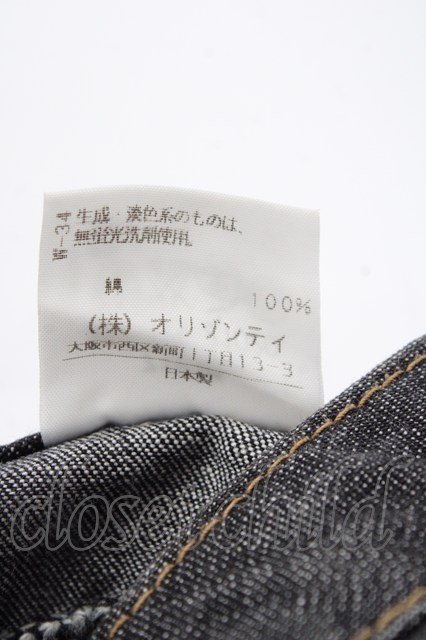 W-34
生成・淡色系のものは、
無蛍光洗剤使用。
綿 100%
(株) オリゾンティ
大阪市西区新町1丁目13-3
日本製
closet child